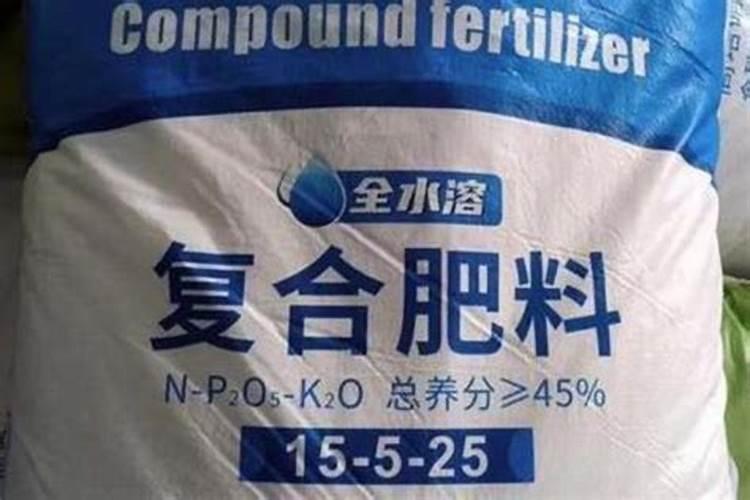 Compound fertilizer
全水溶
复合肥料
N-P₂O₅-K₂O 总养分≥45%
15-5-25